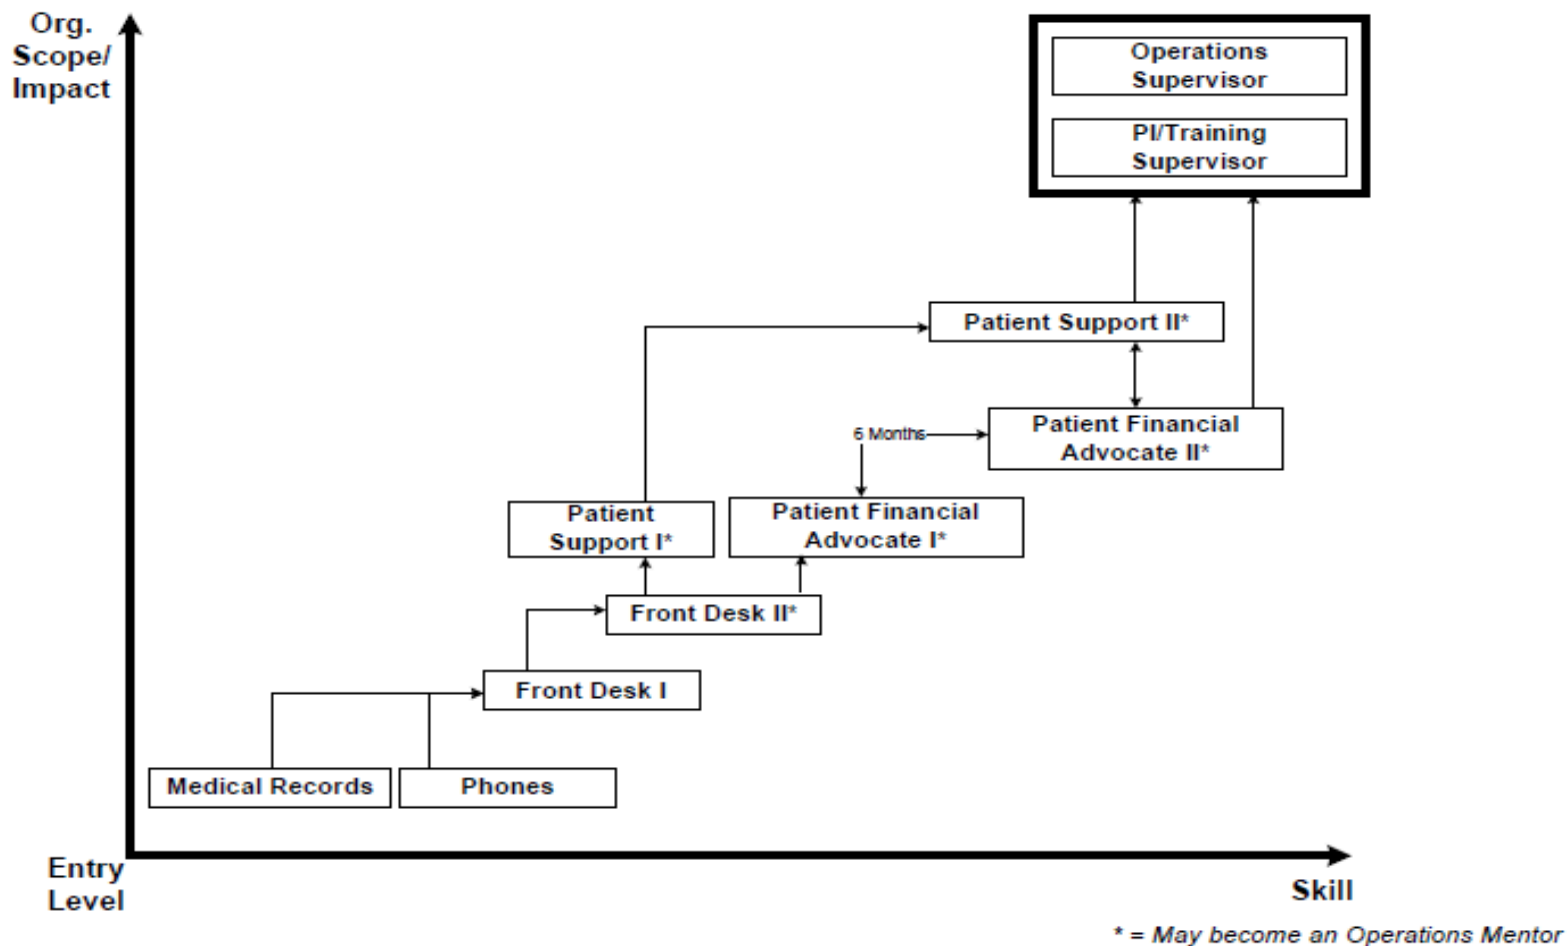 Org.
Scope/
Impact
Operations
Supervisor
PI/Training
Supervisor
Patient Support II*
6 Months
Patient Financial
Advocate II*
Patient
Support I*
Patient Financial
Advocate I*
Front Desk II*
Front Desk I
Medical Records
Phones
Entry
Level
Skill
* = May become an Operations Mentor